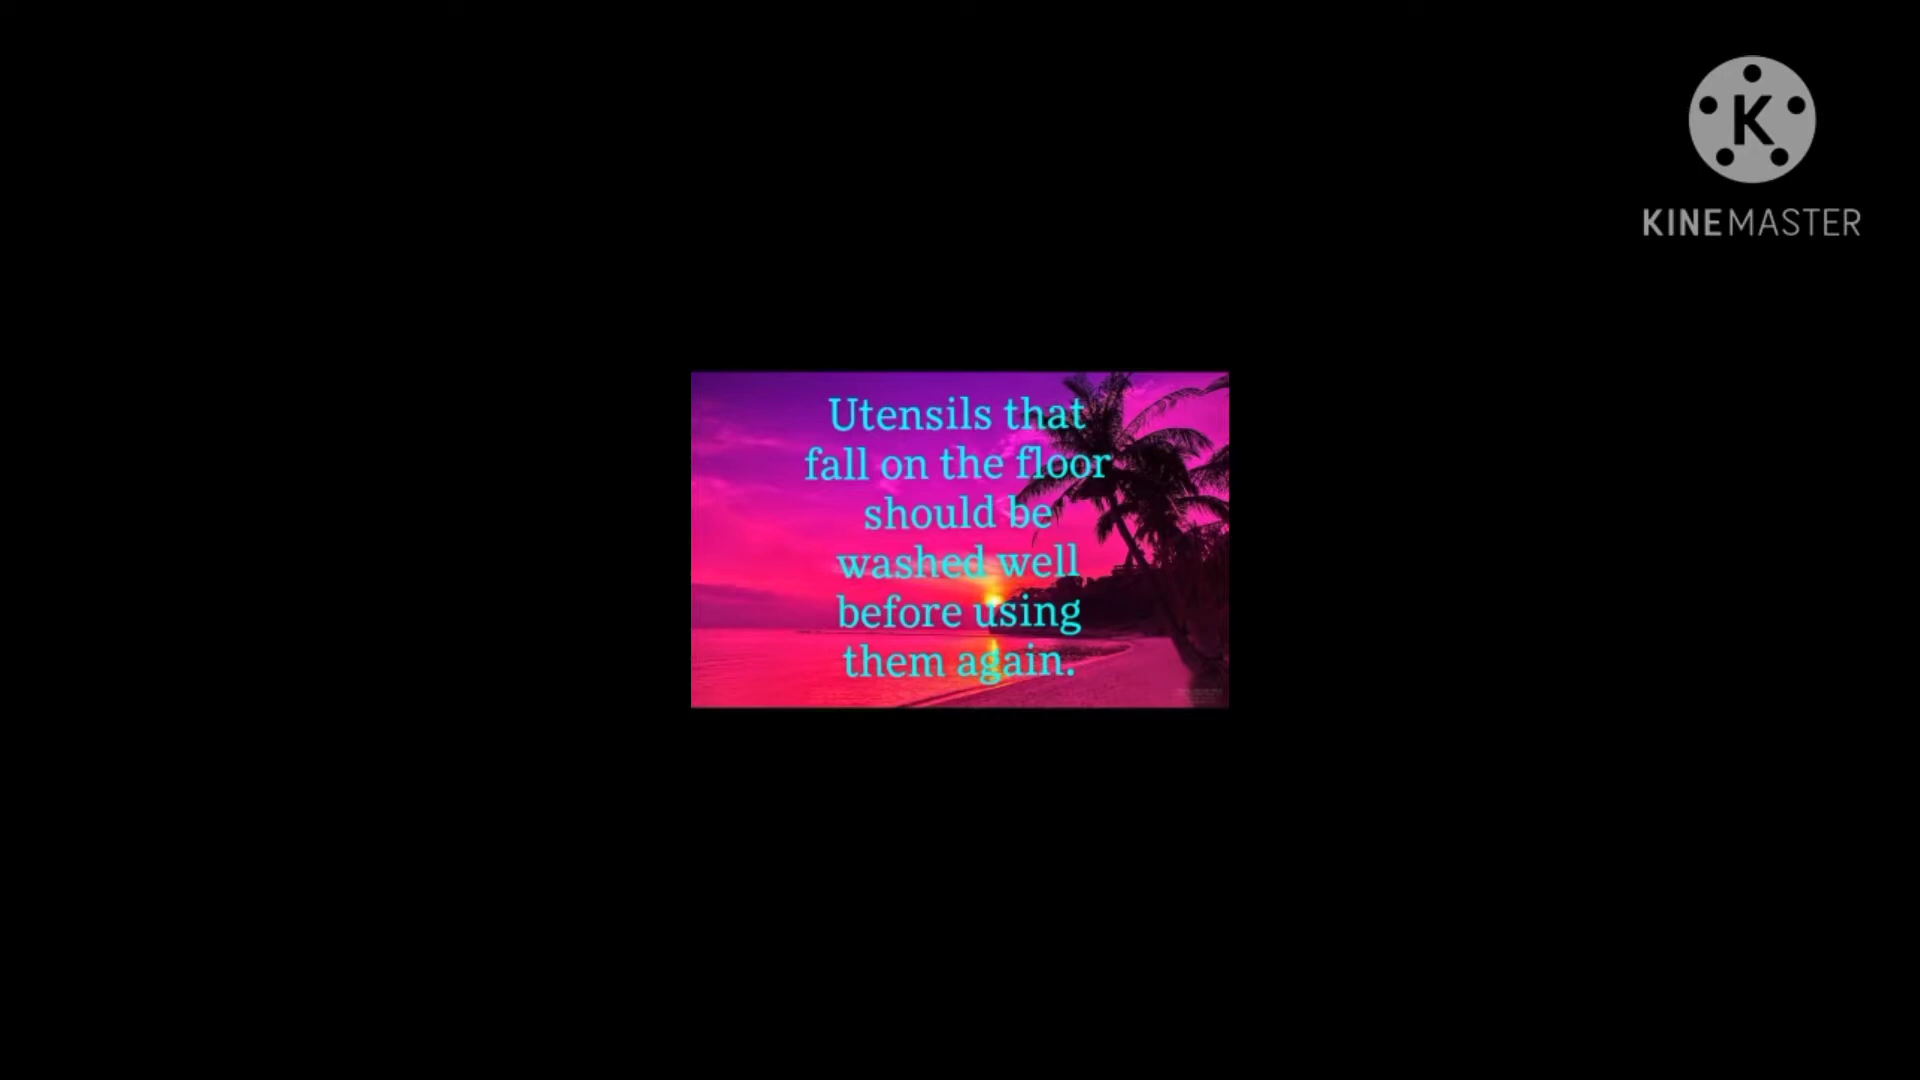 KINEMASTER
Utensils that
fall on the floor
should be
washed well
before using
them again.